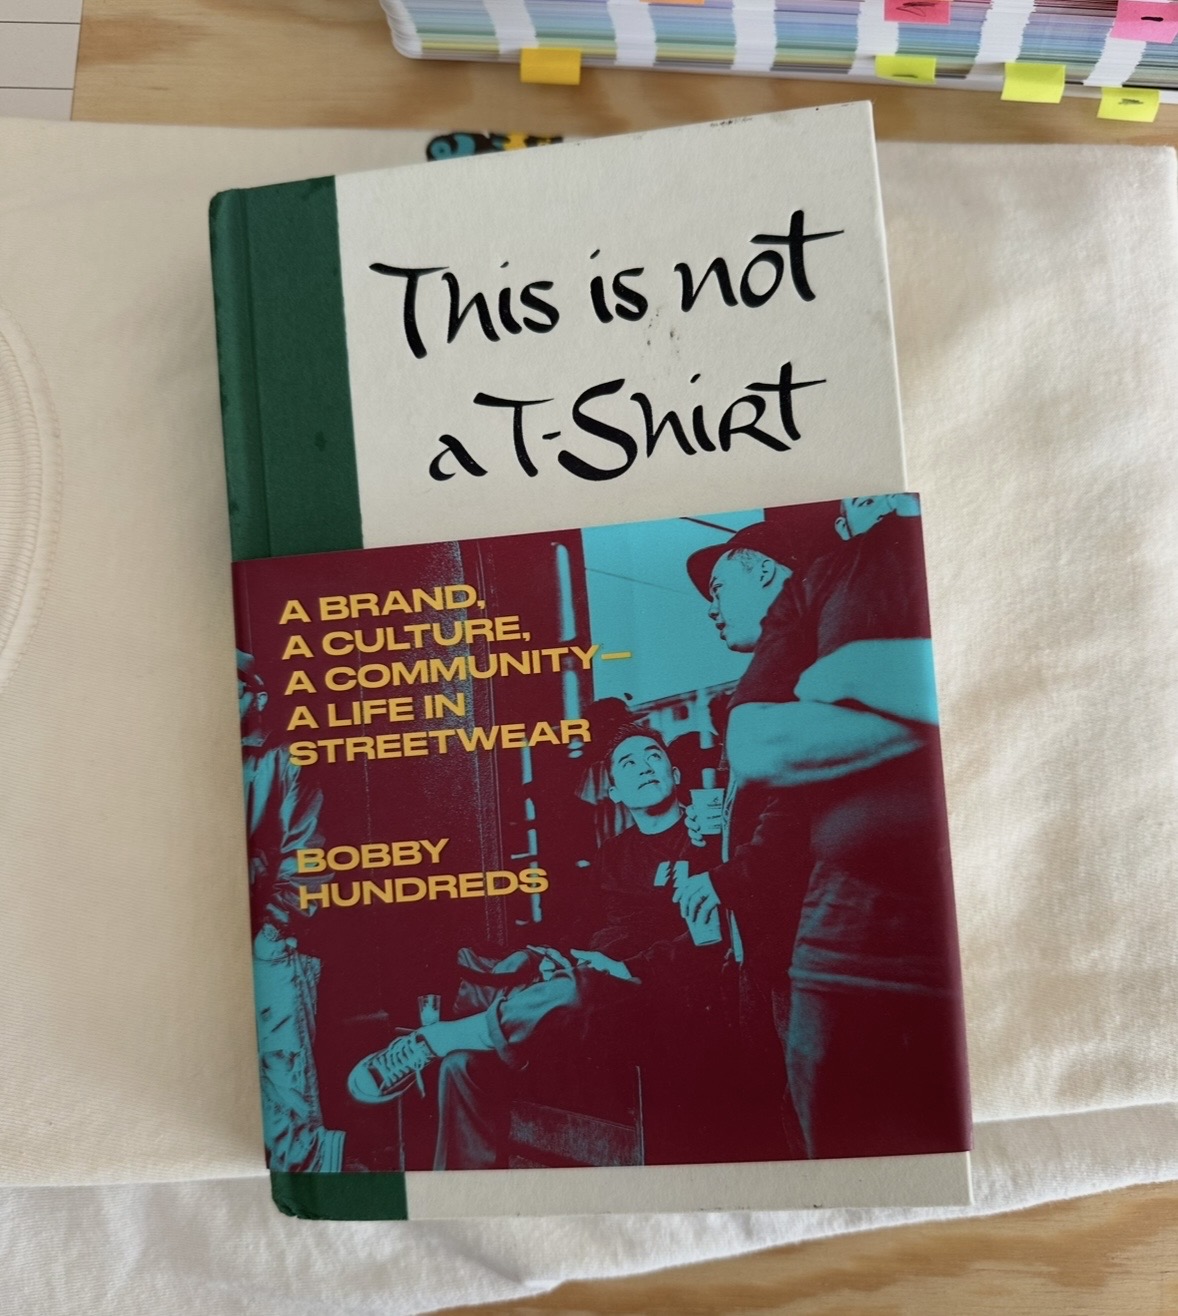 This is not
a T-Shirt
A BRAND,
A CULTURE,
A COMMUNITY—
A LIFE IN
STREETWEAR
BOBBY
HUNDREDS